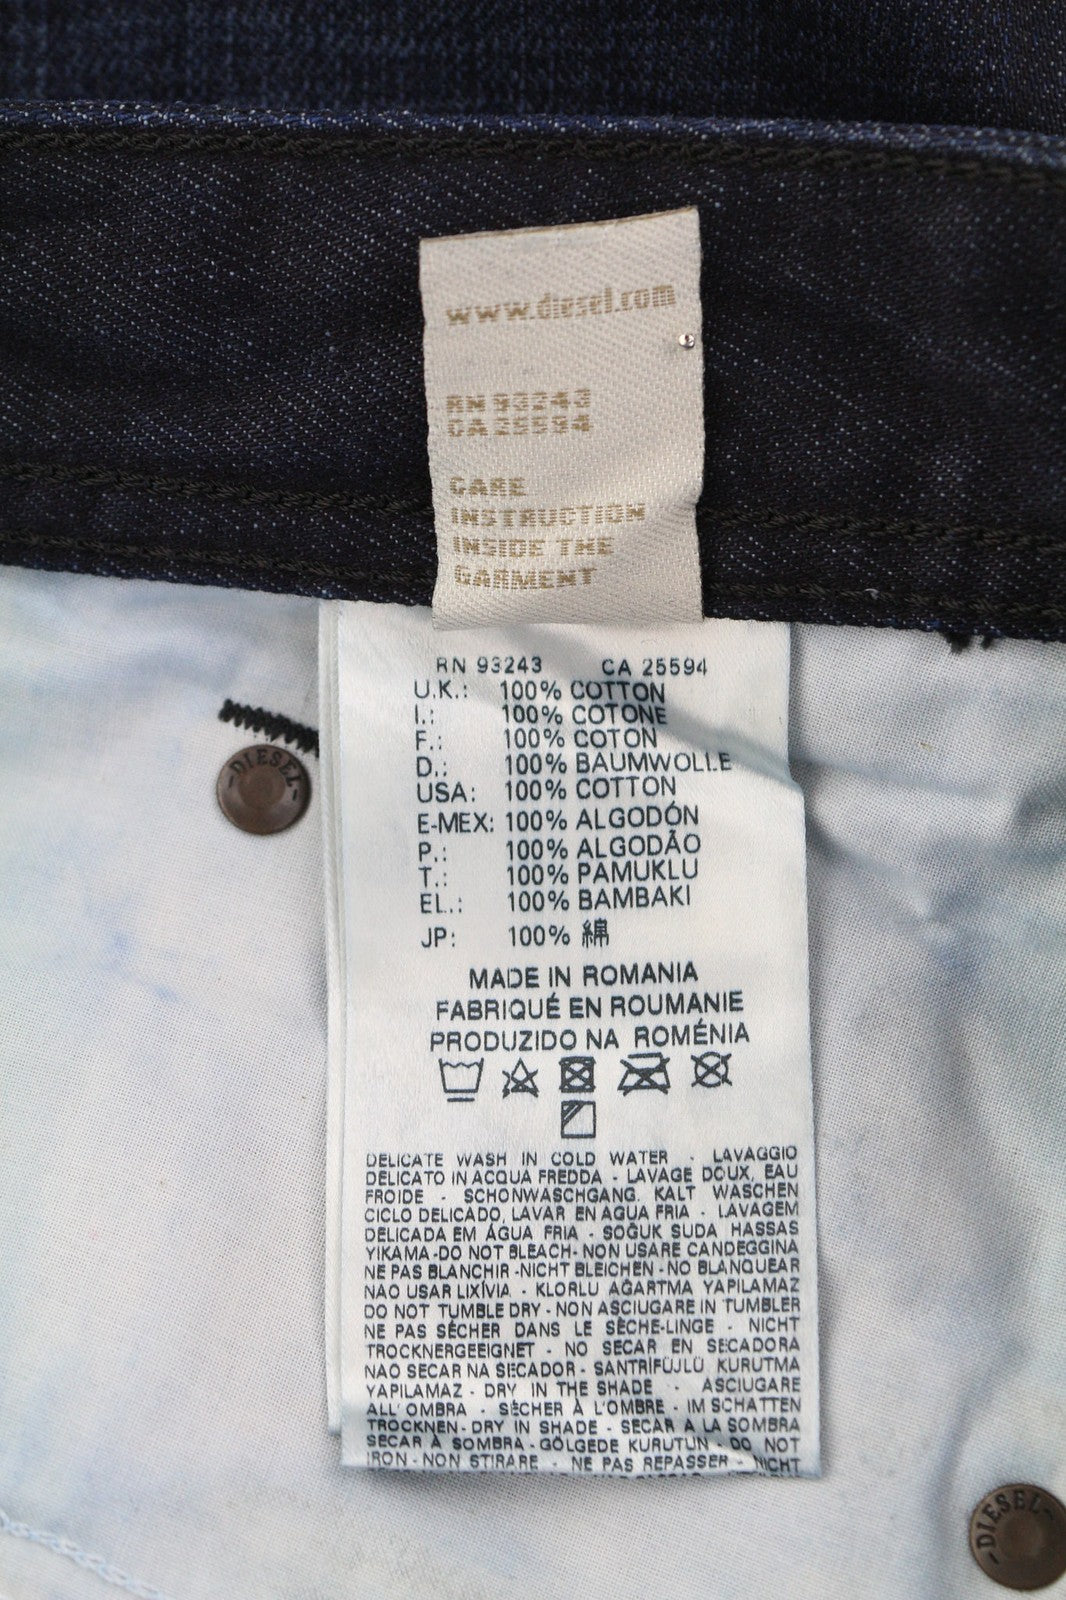 www.diesel.com
RN 93243
CA 25594
CARE
INSTRUCTION
INSIDE THE
GARMENT
RN 93243 CA 25594
U.K.: 100% COTTON
I.: 100% COTONE
F.: 100% COTON
D.: 100% BAUMWOLLE
USA: 100% COTTON
E-MEX: 100% ALGODÓN
P.: 100% ALGODÃO
T.: 100% PAMUKLU
EL.: 100% BAMBAKI
JP: 100% 綿
MADE IN ROMANIA
FABRIQUÉ EN ROUMANIE
PRODUZIDO NA ROMÉNIA
DELICATE WASH IN COLD WATER - LAVAGGIO
DELICATO IN ACQUA FREDDA - LAVAGE DOUX, EAU
FROIDE - SCHONWASCHGANG. KALT WASCHEN
CICLO DELICADO, LAVAR EN AGUA FRIA - LAVAGEM
DELICADA EM ÁGUA FRIA - SOĞUK SUDA HASSAS
YIKAMA-DO NOT BLEACH- NON USARE CANDEGGINA
NE PAS BLANCHIR -NICHT BLEICHEN -NO BLANQUEAR
NAO USAR LIXÍVIA - KLORLU AĞARTMA YAPILAMAZ
DO NOT TUMBLE DRY - NON ASCIUGARE IN TUMBLER
NE PAS SÉCHER DANS LE SÈCHE-LINGE - NICHT
TROCKNERGEEIGNET - NO SECAR EN SECADORA
NAO SECAR NA SECADOR - SANTRİFÜJLÜ KURUTMA
YAPILAMAZ - DRY IN THE SHADE - ASCIUGARE
ALL'OMBRA - SÉCHER À L'OMBRE - IM SCHATTEN
TROCKNEN - DRY IN SHADE - SECAR A LA SOMBRA
SECAR À SOMBRA - GÖLGEDE KURUTUN - DO NOT
IRON - NON STIRARE - NE PAS REPASSER - NICHT
DIESEL
DIESEL